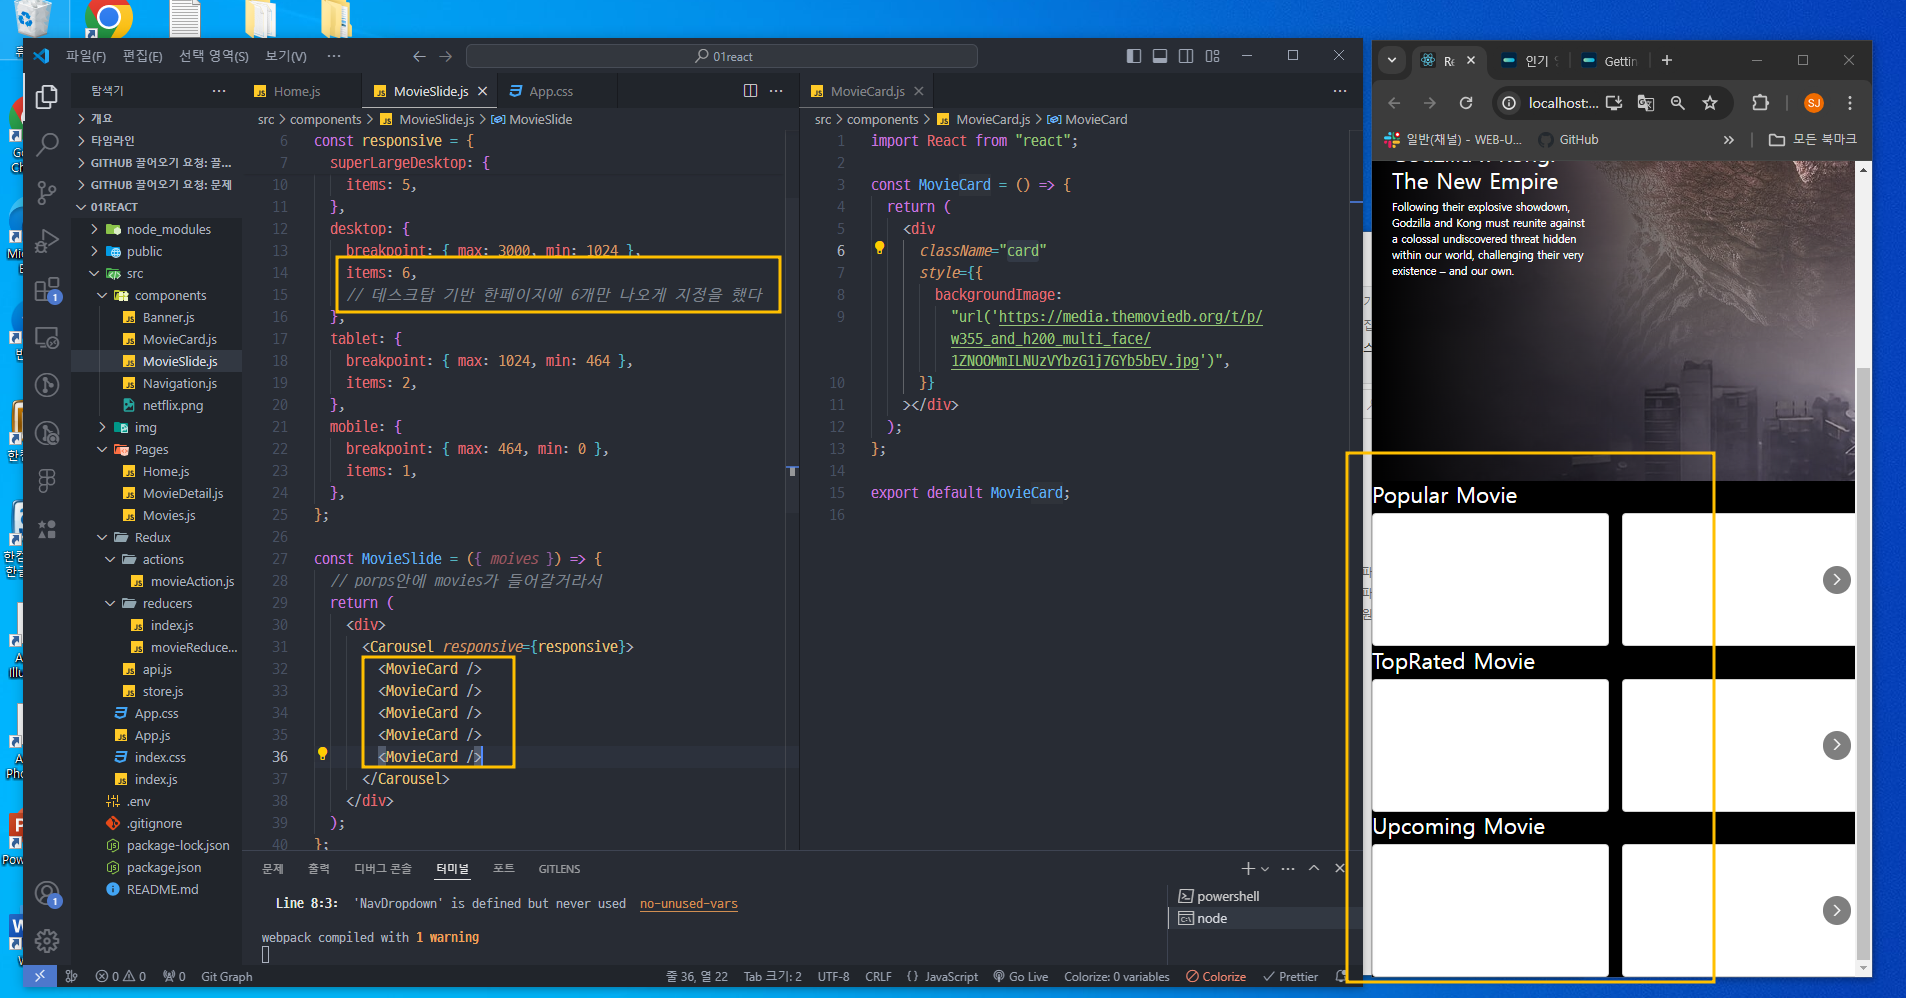 파일(F) 편집(E) 선택 영역(S) 보기(V) ··· 01react
탐색기
개요
타임라인
GITHUB 끌어오기 요청: 끌...
GITHUB 끌어오기 요청: 문제
01REACT
node_modules
public
src
components
Banner.js
MovieCard.js
MovieSlide.js
Navigation.js
netflix.png
img
Pages
Home.js
MovieDetail.js
Movies.js
Redux
actions
movieAction.js
reducers
index.js
movieReduce...
api.js
store.js
App.css
App.js
index.css
index.js
.env
.gitignore
package-lock.json
package.json
README.md
Home.js MovieSlide.js App.css
src > components > MovieSlide.js > MovieSlide
6 const responsive = {
7 superLargeDesktop: {
10 items: 5,
11 },
12 desktop: {
13 breakpoint: { max: 3000, min: 1024 },
14 items: 6,
15 // 데스크탑 기반 한페이지에 6개만 나오게 지정을 했다
16 },
17 tablet: {
18 breakpoint: { max: 1024, min: 464 },
19 items: 2,
20 },
21 mobile: {
22 breakpoint: { max: 464, min: 0 },
23 items: 1,
24 },
25 };
26
27 const MovieSlide = ({ moives }) => {
28 // porps안에 movies가 들어갈거라서
29 return (
30 <div>
31 <Carousel responsive={responsive}>
32 <MovieCard />
33 <MovieCard />
34 <MovieCard />
35 <MovieCard />
36 <MovieCard />
37 </Carousel>
38 </div>
39 );
40 };
MovieCard.js
src > components > MovieCard.js > MovieCard
1 import React from "react";
2
3 const MovieCard = () => {
4 return (
5 <div
6 className="card"
7 style={{
8 backgroundImage:
9 "url('https://media.themoviedb.org/t/p/
w355_and_h200_multi_face/
1ZNOOMmILNUzVYbzG1j7GYb5bEV.jpg')",
10 }}
11 ></div>
12 );
13 };
14
15 export default MovieCard;
16
문제 출력 디버그 콘솔 터미널 포트 GITLENS
Line 8:3: 'NavDropdown' is defined but never used no-unused-vars
webpack compiled with 1 warning
powershell
node
0 0 0 Git Graph 줄 36, 열 22 Tab 크기: 2 UTF-8 CRLF {} JavaScript Go Live Colorize: 0 variables Colorize Prettier
Re 인기 Gettin
localhost:... SJ
일반(채널) - WEB-U... GitHub » 모든 북마크
Godzilla x Kong:
The New Empire
Following their explosive showdown,
Godzilla and Kong must reunite against
a colossal undiscovered threat hidden
within our world, challenging their very
existence – and our own.
Popular Movie
TopRated Movie
Upcoming Movie